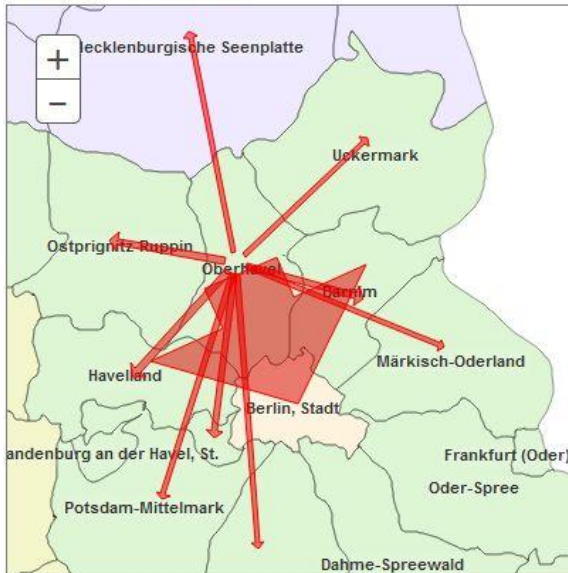 Mecklenburgische Seenplatte
+
−
Uckermark
Ostprignitz-Ruppin
Oberhavel
Barnim
Märkisch-Oderland
Havelland
Berlin, Stadt
andenburg an der Havel, St.
Frankfurt (Oder)
Oder-Spree
Potsdam-Mittelmark
Dahme-Spreewald